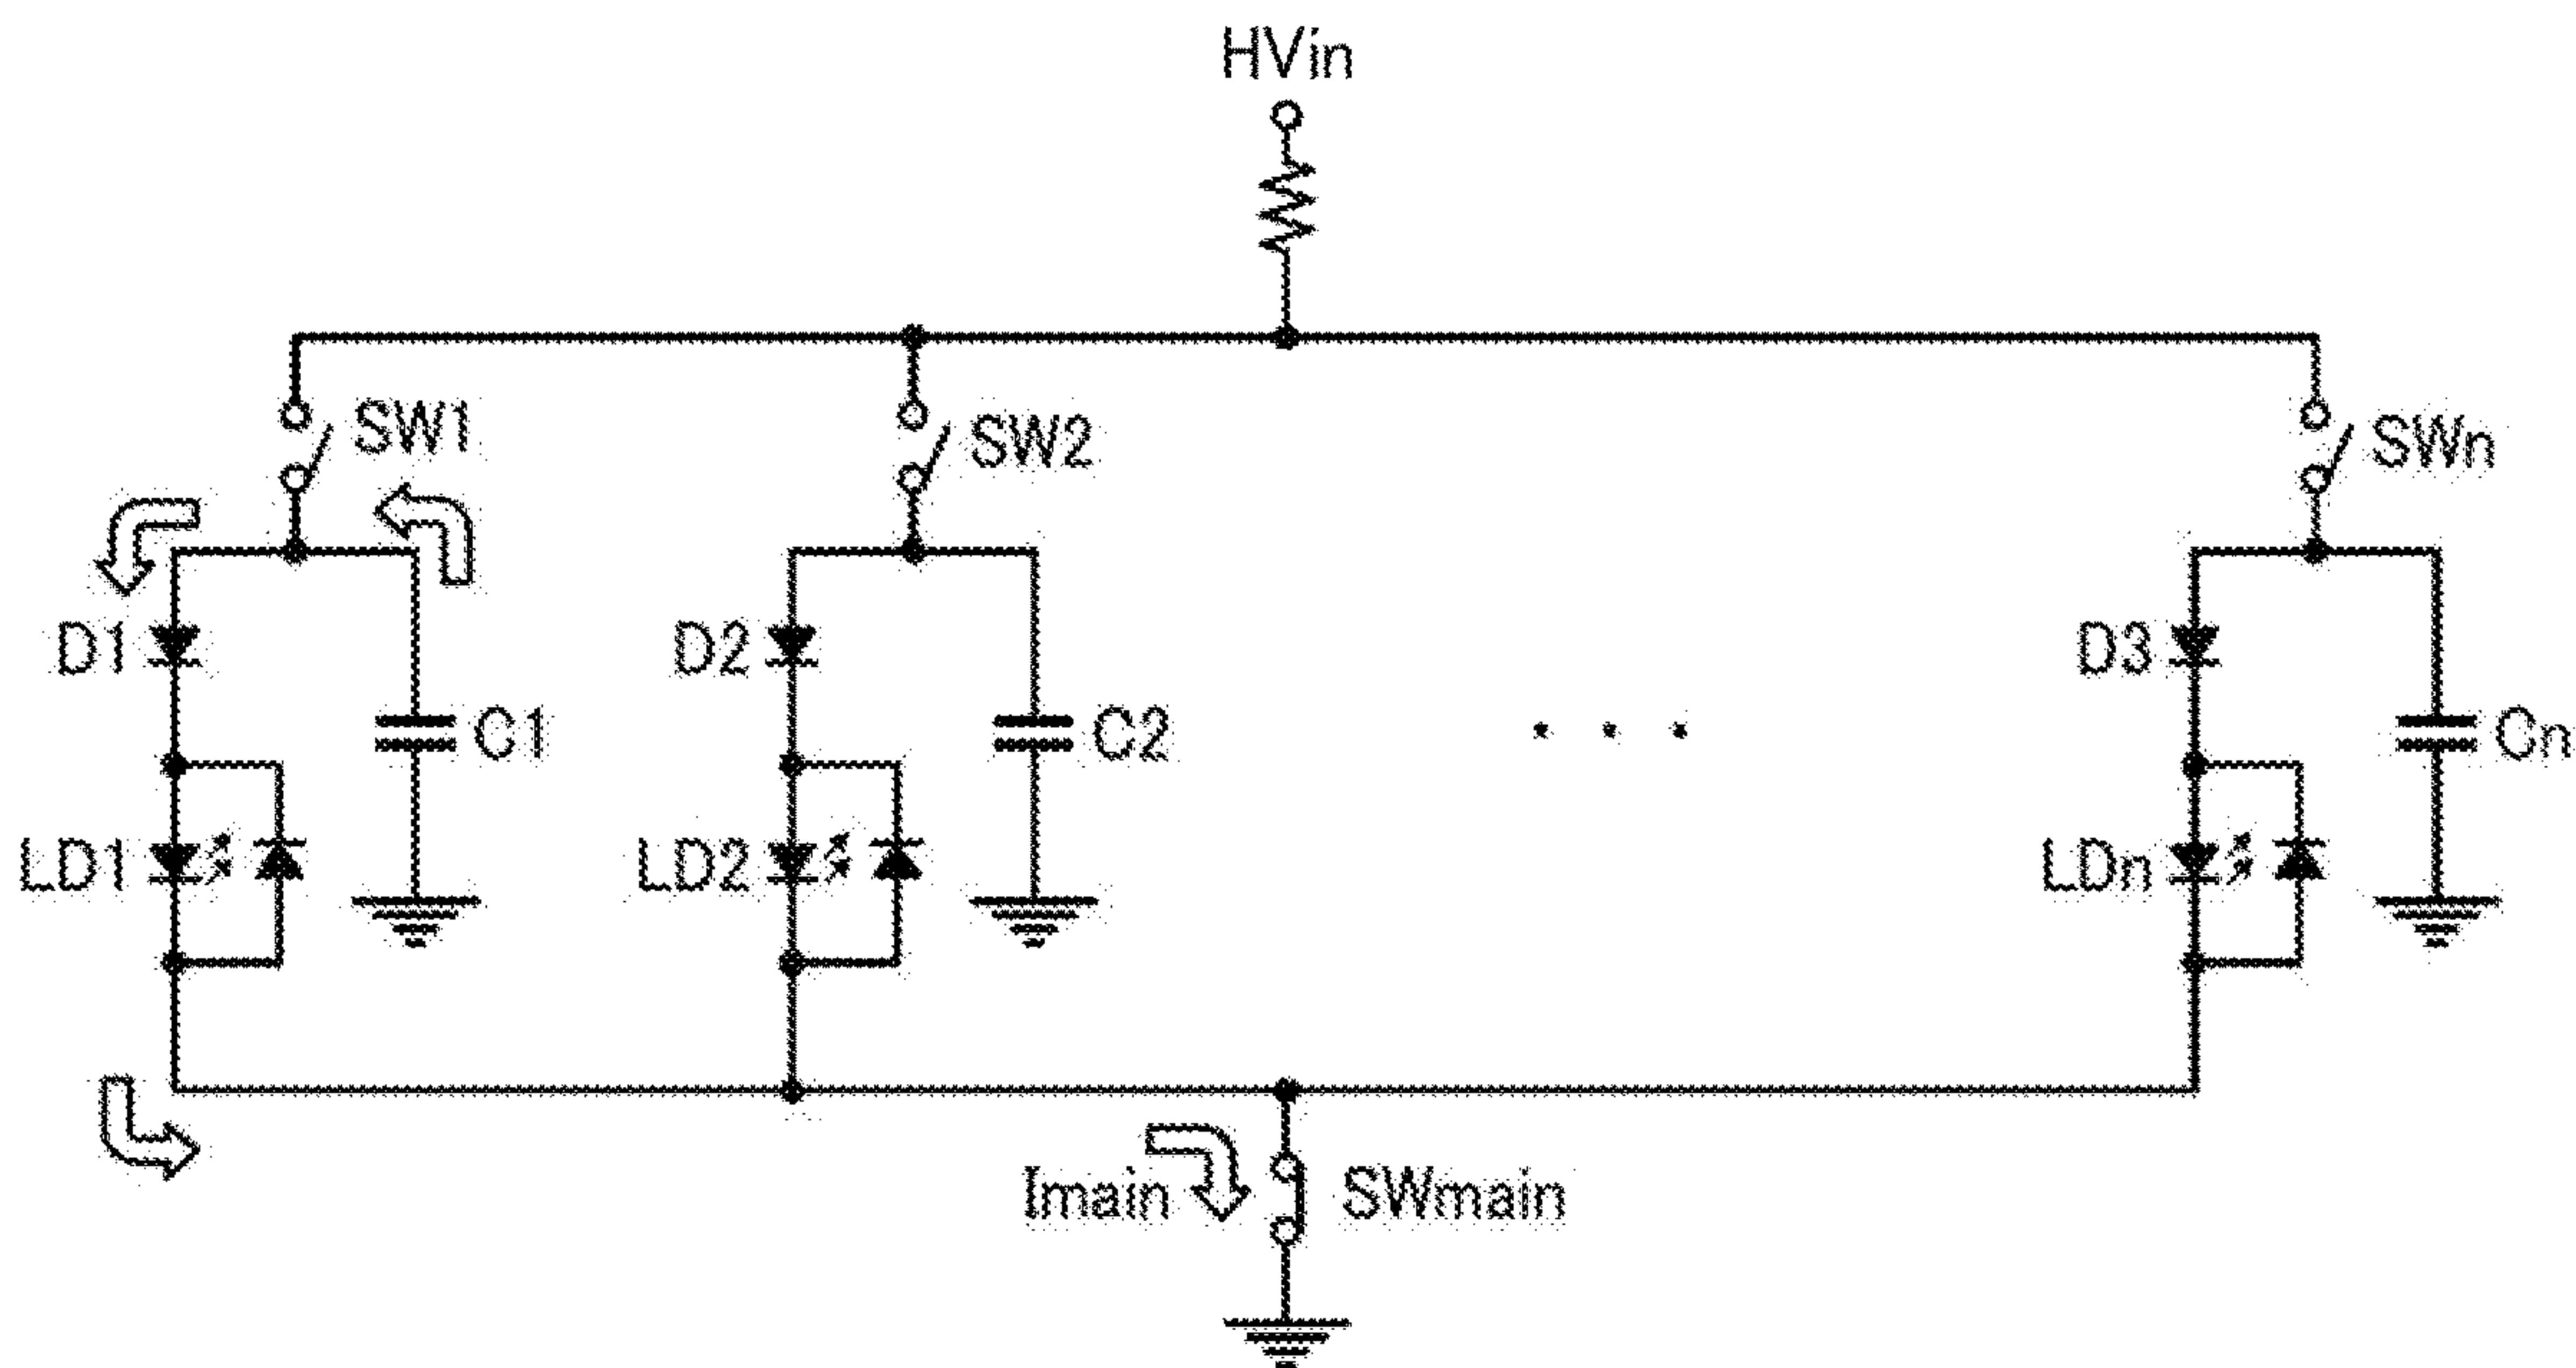 HVin
SW1
SW2
SWn
D1
C1
D2
C2
. . .
D3
Cn
LD1
LD2
LDn
Imain
SWmain